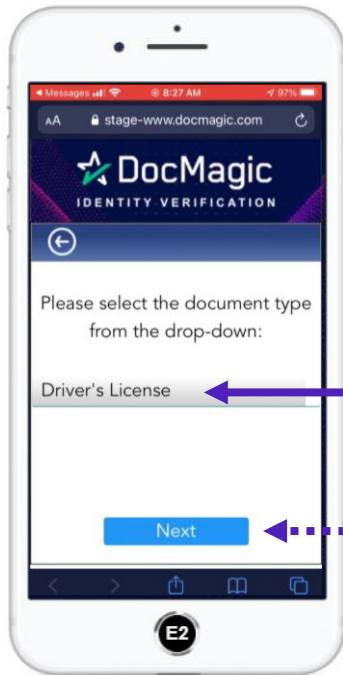 Messages 8:27 AM 97%
AA stage-www.docmagic.com
DocMagic
IDENTITY VERIFICATION
Please select the document type
from the drop-down:
Driver's License
Next
E2